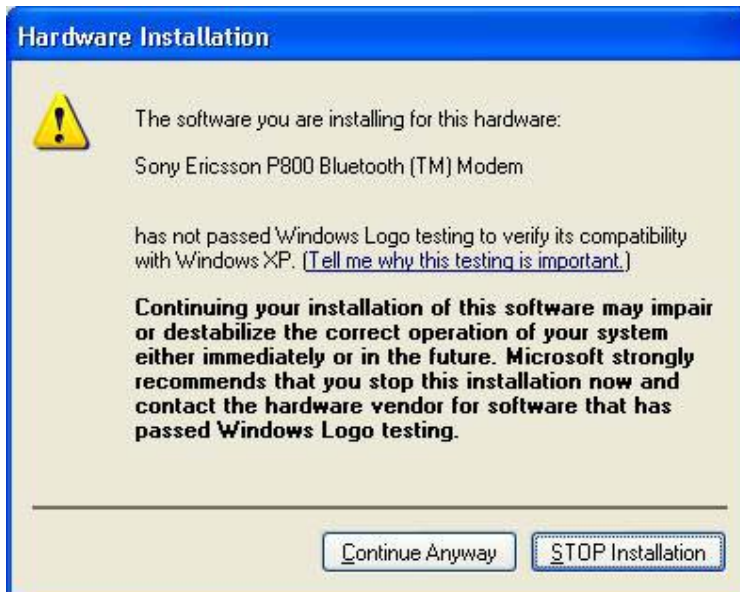 Hardware Installation
The software you are installing for this hardware:
Sony Ericsson P800 Bluetooth (TM) Modem
has not passed Windows Logo testing to verify its compatibility
with Windows XP. (Tell me why this testing is important.)
Continuing your installation of this software may impair
or destabilize the correct operation of your system
either immediately or in the future. Microsoft strongly
recommends that you stop this installation now and
contact the hardware vendor for software that has
passed Windows Logo testing.
Continue Anyway
STOP Installation